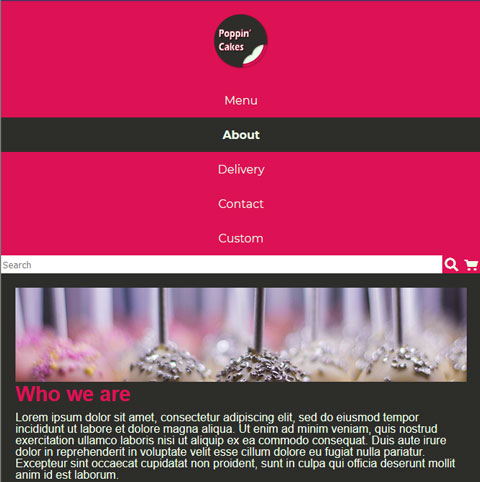 Poppin'
Cakes
Menu
About
Delivery
Contact
Custom
Search
Who we are
Lorem ipsum dolor sit amet, consectetur adipiscing elit, sed do eiusmod tempor
incididunt ut labore et dolore magna aliqua. Ut enim ad minim veniam, quis nostrud
exercitation ullamco laboris nisi ut aliquip ex ea commodo consequat. Duis aute irure
dolor in reprehenderit in voluptate velit esse cillum dolore eu fugiat nulla pariatur.
Excepteur sint occaecat cupidatat non proident, sunt in culpa qui officia deserunt mollit
anim id est laborum.